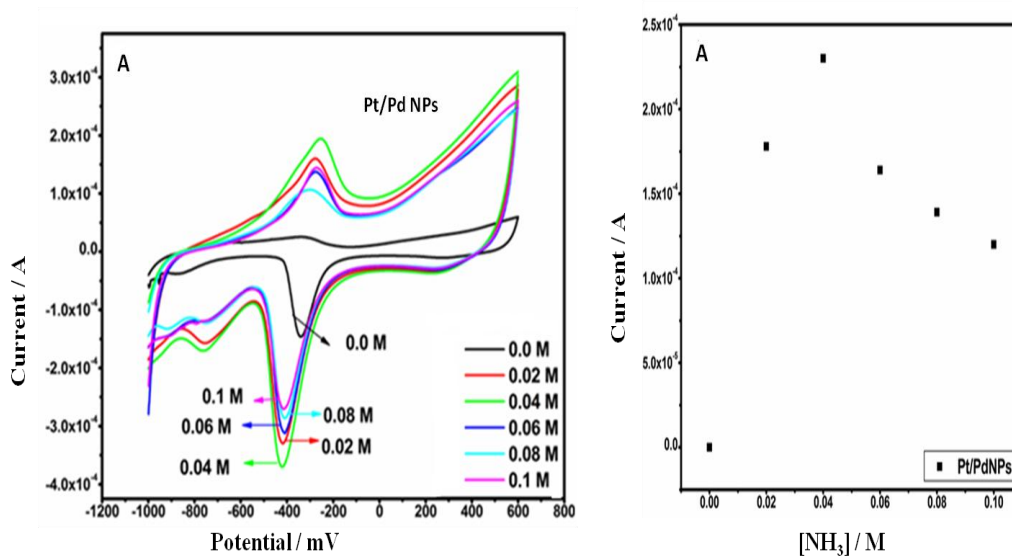 A
Pt/Pd NPs
3.0x10⁻⁴
2.0x10⁻⁴
1.0x10⁻⁴
0.0
-1.0x10⁻⁴
-2.0x10⁻⁴
-3.0x10⁻⁴
-4.0x10⁻⁴
Current / A
0.0 M
0.1 M
0.08 M
0.06 M
0.02 M
0.04 M
0.0 M
0.02 M
0.04 M
0.06 M
0.08 M
0.1 M
-1200 -1000 -800 -600 -400 -200 0 200 400 600 800
Potential / mV
A
2.5x10⁻⁴
2.0x10⁻⁴
1.5x10⁻⁴
1.0x10⁻⁴
5.0x10⁻⁵
0.0
Current / A
Pt/PdNPs
0.00 0.02 0.04 0.06 0.08 0.10
[NH₃] / M